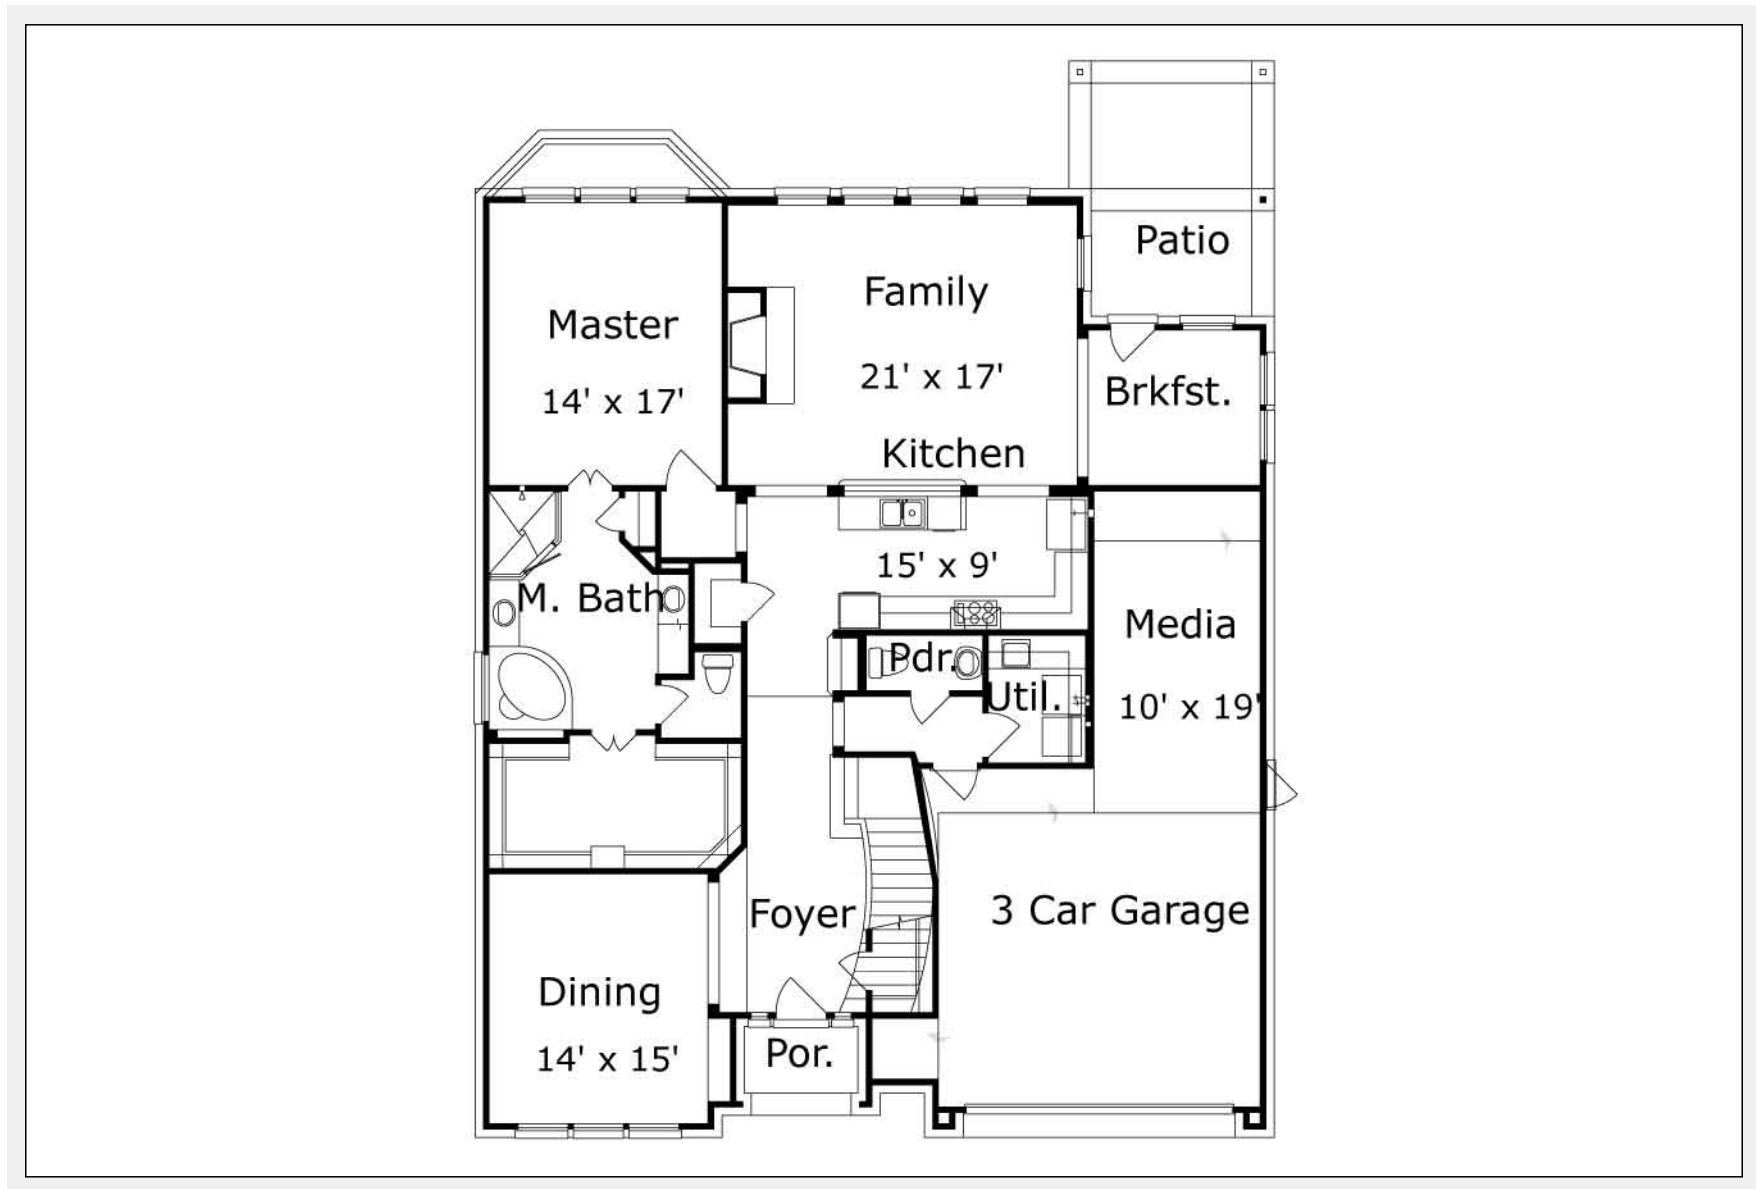 Patio
Family
21' x 17'
Master
14' x 17'
Brkfst.
Kitchen
15' x 9'
M. Bath
Media
10' x 19'
Pdr.
Util.
Foyer
3 Car Garage
Dining
14' x 15'
Por.